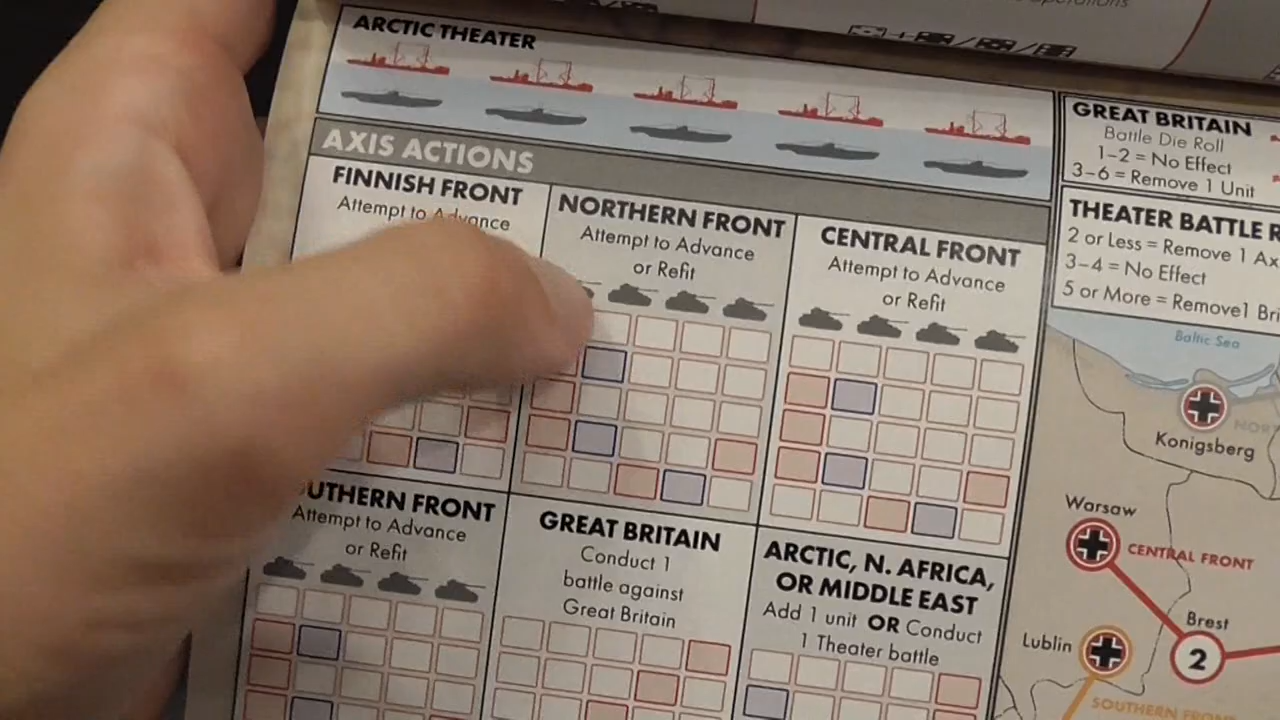 ARCTIC THEATER
AXIS ACTIONS
FINNISH FRONT
Attempt to Advance
NORTHERN FRONT
Attempt to Advance
or Refit
CENTRAL FRONT
Attempt to Advance
or Refit
UTHERN FRONT
Attempt to Advance
or Refit
GREAT BRITAIN
Conduct 1
battle against
Great Britain
ARCTIC, N. AFRICA,
OR MIDDLE EAST
Add 1 unit OR Conduct
1 Theater battle
GREAT BRITAIN
Battle Die Roll
1–2 = No Effect
3–6 = Remove 1 Unit
THEATER BATTLE R
2 or Less = Remove 1 Ax
3–4 = No Effect
5 or More = Remove1 Bri
Baltic Sea
NOR
Konigsberg
Warsaw
CENTRAL FRONT
Brest
2
Lublin
SOUTHERN FRONT